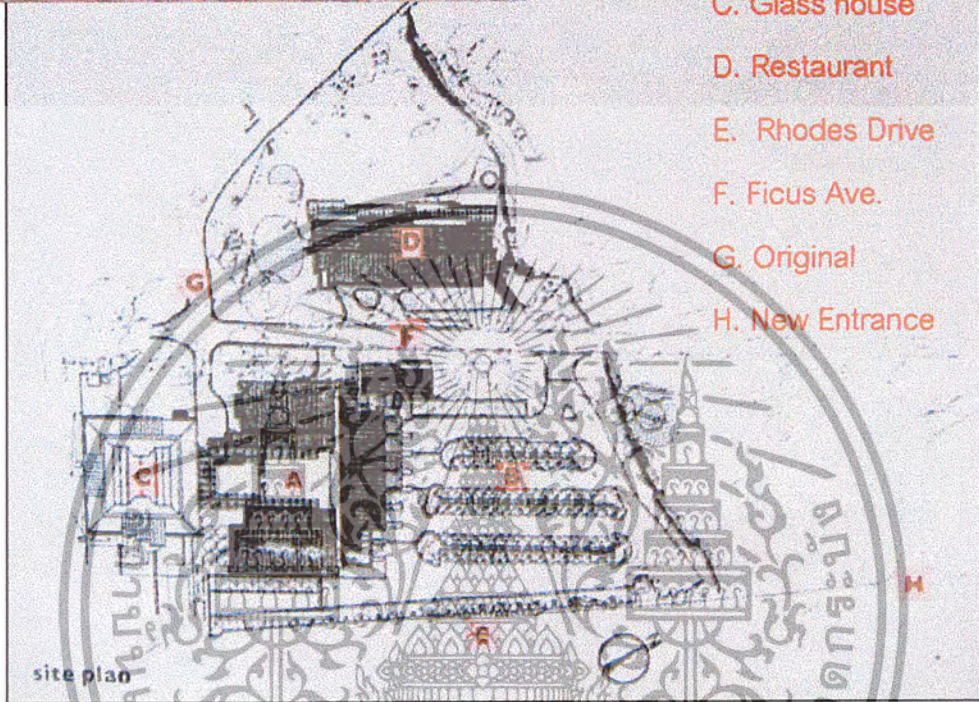 C. Glass house
D. Restaurant
E. Rhodes Drive
F. Ficus Ave.
G. Original
H. New Entrance
D
G
F
C
A
H
site plan